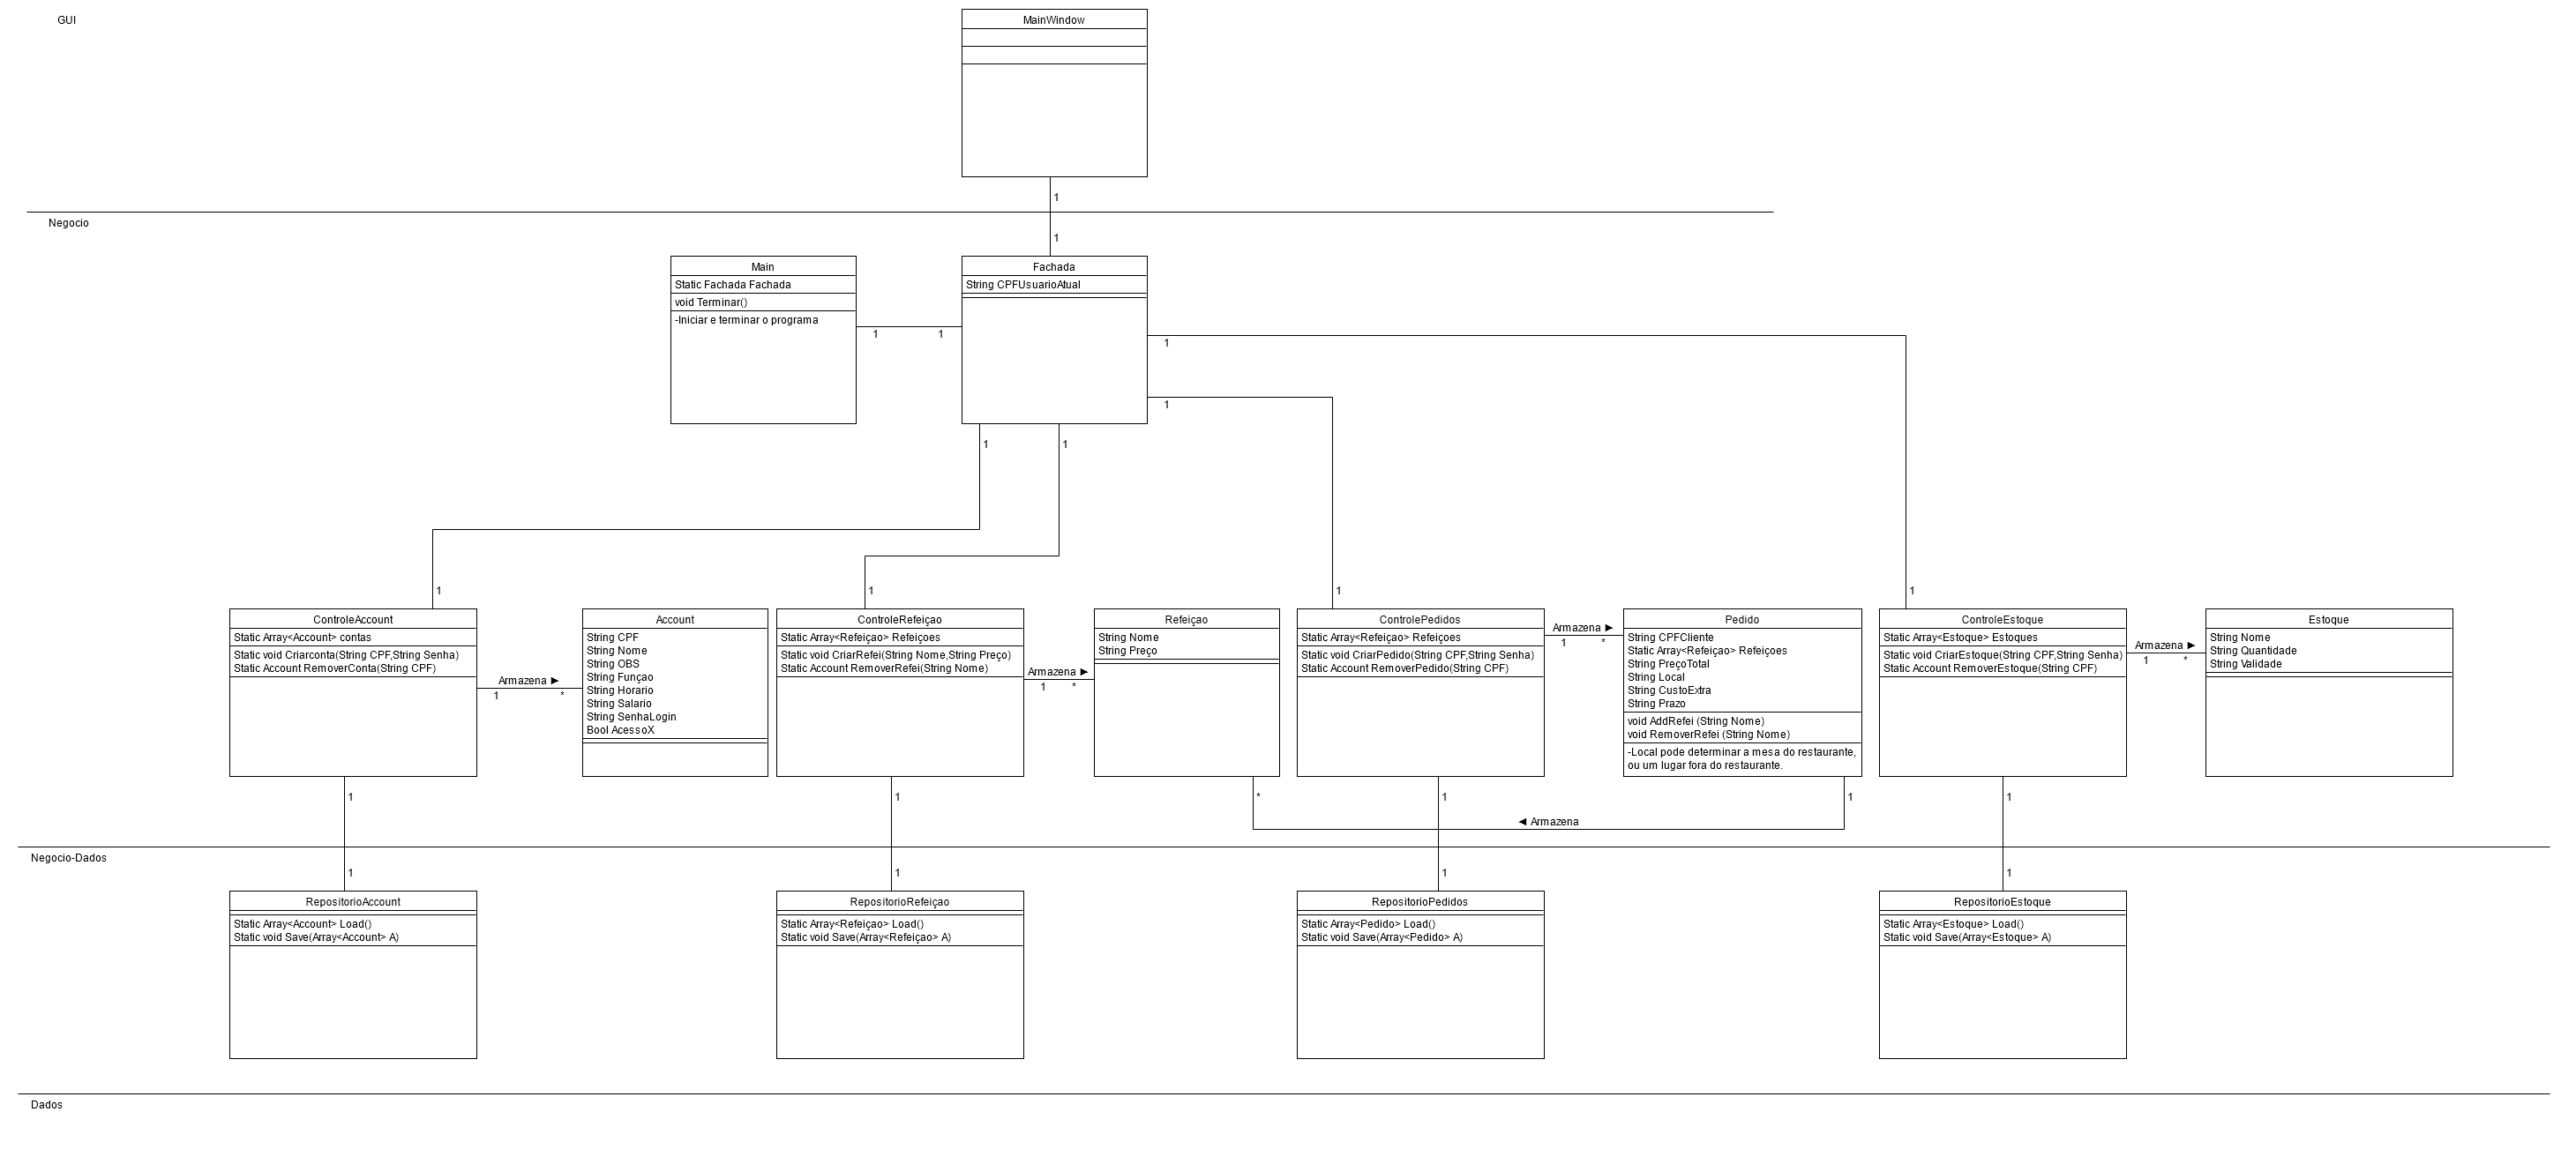 GUI
MainWindow
1
Negocio
1
Main
Static Fachada Fachada
void Terminar()
-Iniciar e terminar o programa
Fachada
String CPFUsuarioAtual
1
1
1
1
1
1
1
1
1
1
ControleAccount
Static Array<Account> contas
Static void Criarconta(String CPF,String Senha)
Static Account RemoverConta(String CPF)
Armazena ►
1
*
Account
String CPF
String Nome
String OBS
String Funçao
String Horario
String Salario
String SenhaLogin
Bool AcessoX
ControleRefeiçao
Static Array<Refeiçao> Refeiçoes
Static void CriarRefei(String Nome,String Preço)
Static Account RemoverRefei(String Nome)
Armazena ►
1
*
Refeiçao
String Nome
String Preço
ControlePedidos
Static Array<Refeiçao> Refeiçoes
Static void CriarPedido(String CPF,String Senha)
Static Account RemoverPedido(String CPF)
Armazena ►
1
*
Pedido
String CPFCliente
Static Array<Refeiçao> Refeiçoes
String PreçoTotal
String Local
String CustoExtra
String Prazo
void AddRefei (String Nome)
void RemoverRefei (String Nome)
-Local pode determinar a mesa do restaurante,
ou um lugar fora do restaurante.
ControleEstoque
Static Array<Estoque> Estoques
Static void CriarEstoque(String CPF,String Senha)
Static Account RemoverEstoque(String CPF)
Armazena ►
1
*
Estoque
String Nome
String Quantidade
String Validade
1
1
*
1
1
1
◄ Armazena
Negocio-Dados
1
1
1
1
RepositorioAccount
Static Array<Account> Load()
Static void Save(Array<Account> A)
RepositorioRefeiçao
Static Array<Refeiçao> Load()
Static void Save(Array<Refeiçao> A)
RepositorioPedidos
Static Array<Pedido> Load()
Static void Save(Array<Pedido> A)
RepositorioEstoque
Static Array<Estoque> Load()
Static void Save(Array<Estoque> A)
Dados